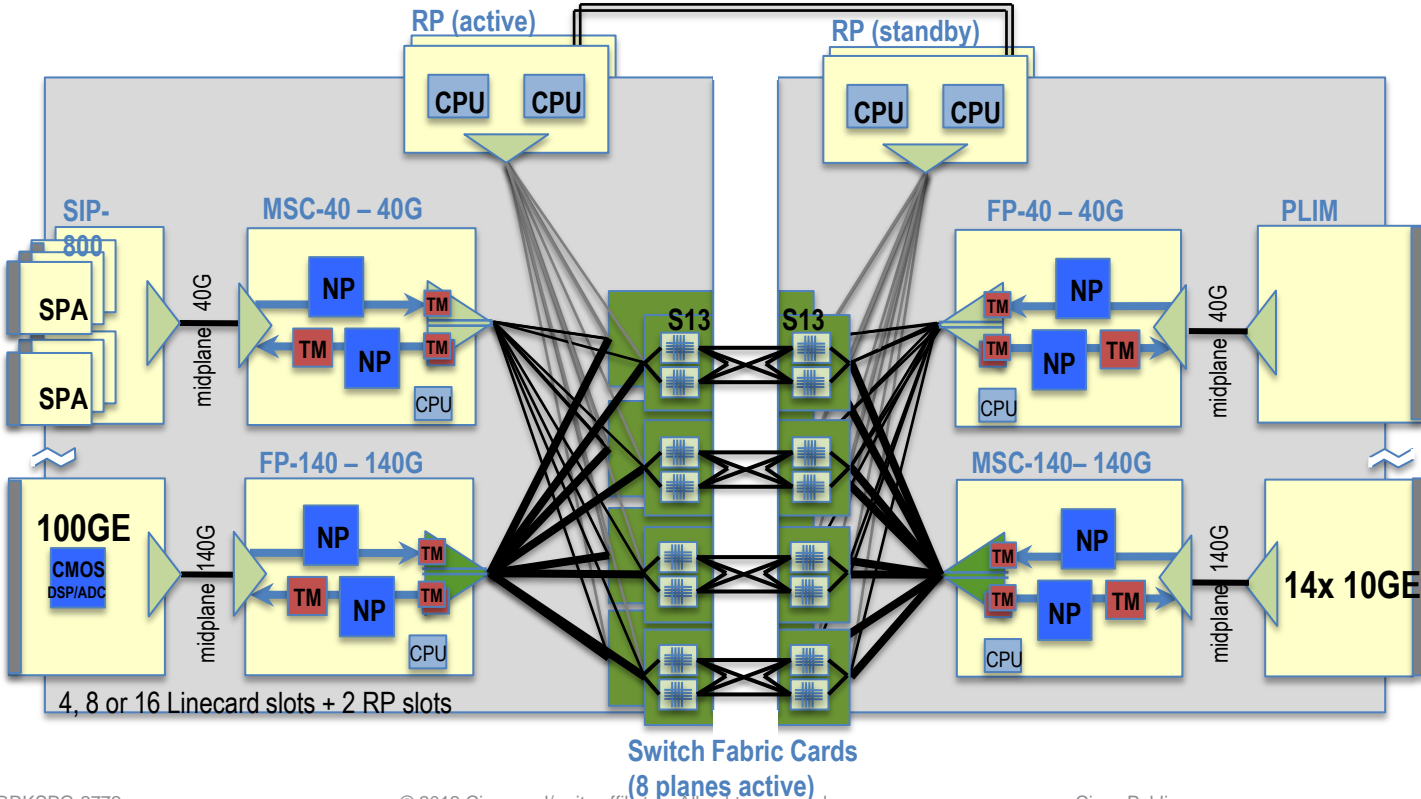 RP (active)
RP (standby)
CPU CPU
CPU CPU
SIP-
800
MSC-40 – 40G
FP-40 – 40G
PLIM
SPA
SPA
midplane 40G
NP
TM
TM
NP
TM
CPU
S13
S13
TM
NP
TM
NP
TM
CPU
midplane 40G
FP-140 – 140G
MSC-140– 140G
100GE
CMOS
DSP/ADC
midplane 140G
NP
TM
TM
NP
TM
CPU
TM
NP
TM
NP
TM
CPU
midplane 140G
14x 10GE
4, 8 or 16 Linecard slots + 2 RP slots
Switch Fabric Cards
(8 planes active)